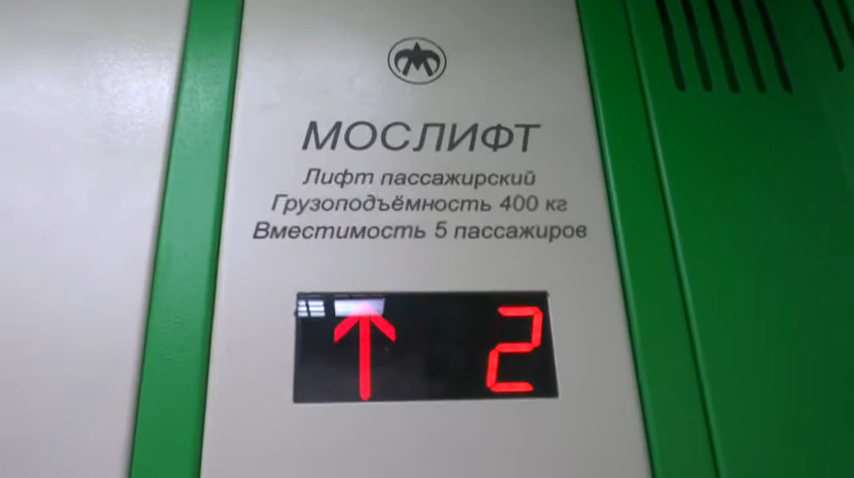 МОСЛИФТ
Лифт пассажирский
Грузоподъёмность 400 кг
Вместимость 5 пассажиров
↑ 2